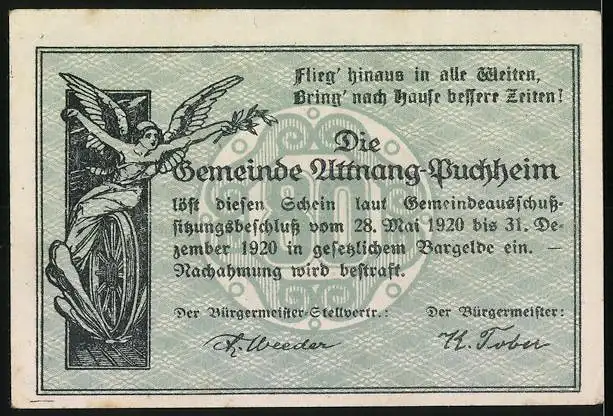 Flieg' hinaus in alle Weiten,
Bring' nach Hause bessere Zeiten!
Die
Gemeinde Attnang-Puchheim
löst diesen Schein laut Gemeindeausschuß-
sitzungsbeschluß vom 28. Mai 1920 bis 31. De-
zember 1920 in gesetzlichem Bargelde ein. —
Nachahmung wird bestraft.
Der Bürgermeister-Stellvertr.: Der Bürgermeister:
80